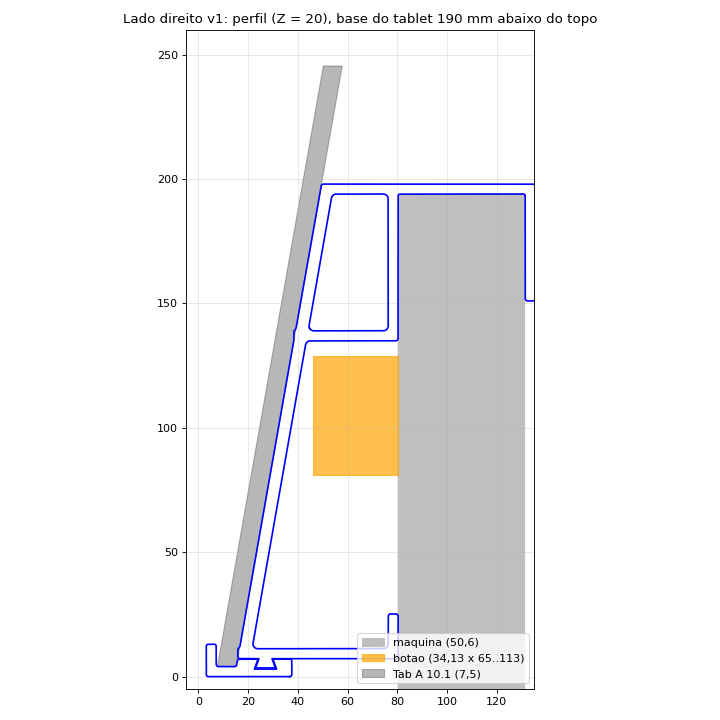 Lado direito v1: perfil (Z = 20), base do tablet 190 mm abaixo do topo
250
200
150
100
50
0
maquina (50,6)
botao (34,13 x 65..113)
Tab A 10.1 (7,5)
0 20 40 60 80 100 120